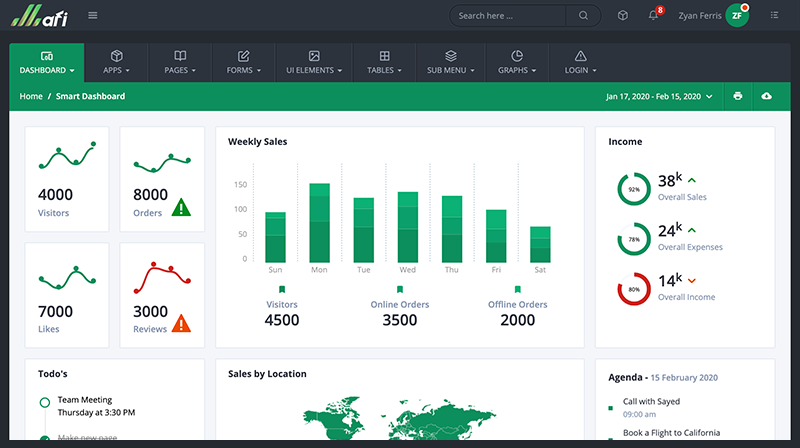 afi
Search here ...
8
Zyan Ferris
ZF
DASHBOARD
APPS
PAGES
FORMS
UI ELEMENTS
TABLES
SUB MENU
GRAPHS
LOGIN
Home / Smart Dashboard
Jan 17, 2020 - Feb 15, 2020
4000
Visitors
8000
Orders
7000
Likes
3000
Reviews
Weekly Sales
150
100
50
0
Sun Mon Tue Wed Thu Fri Sat
Visitors
4500
Online Orders
3500
Offline Orders
2000
Income
92%
38k
Overall Sales
78%
24k
Overall Expenses
80%
14k
Overall Income
Todo's
Team Meeting
Thursday at 3:30 PM
Make new page
Sales by Location
Agenda - 15 February 2020
Call with Sayed
09:00 am
Book a Flight to California